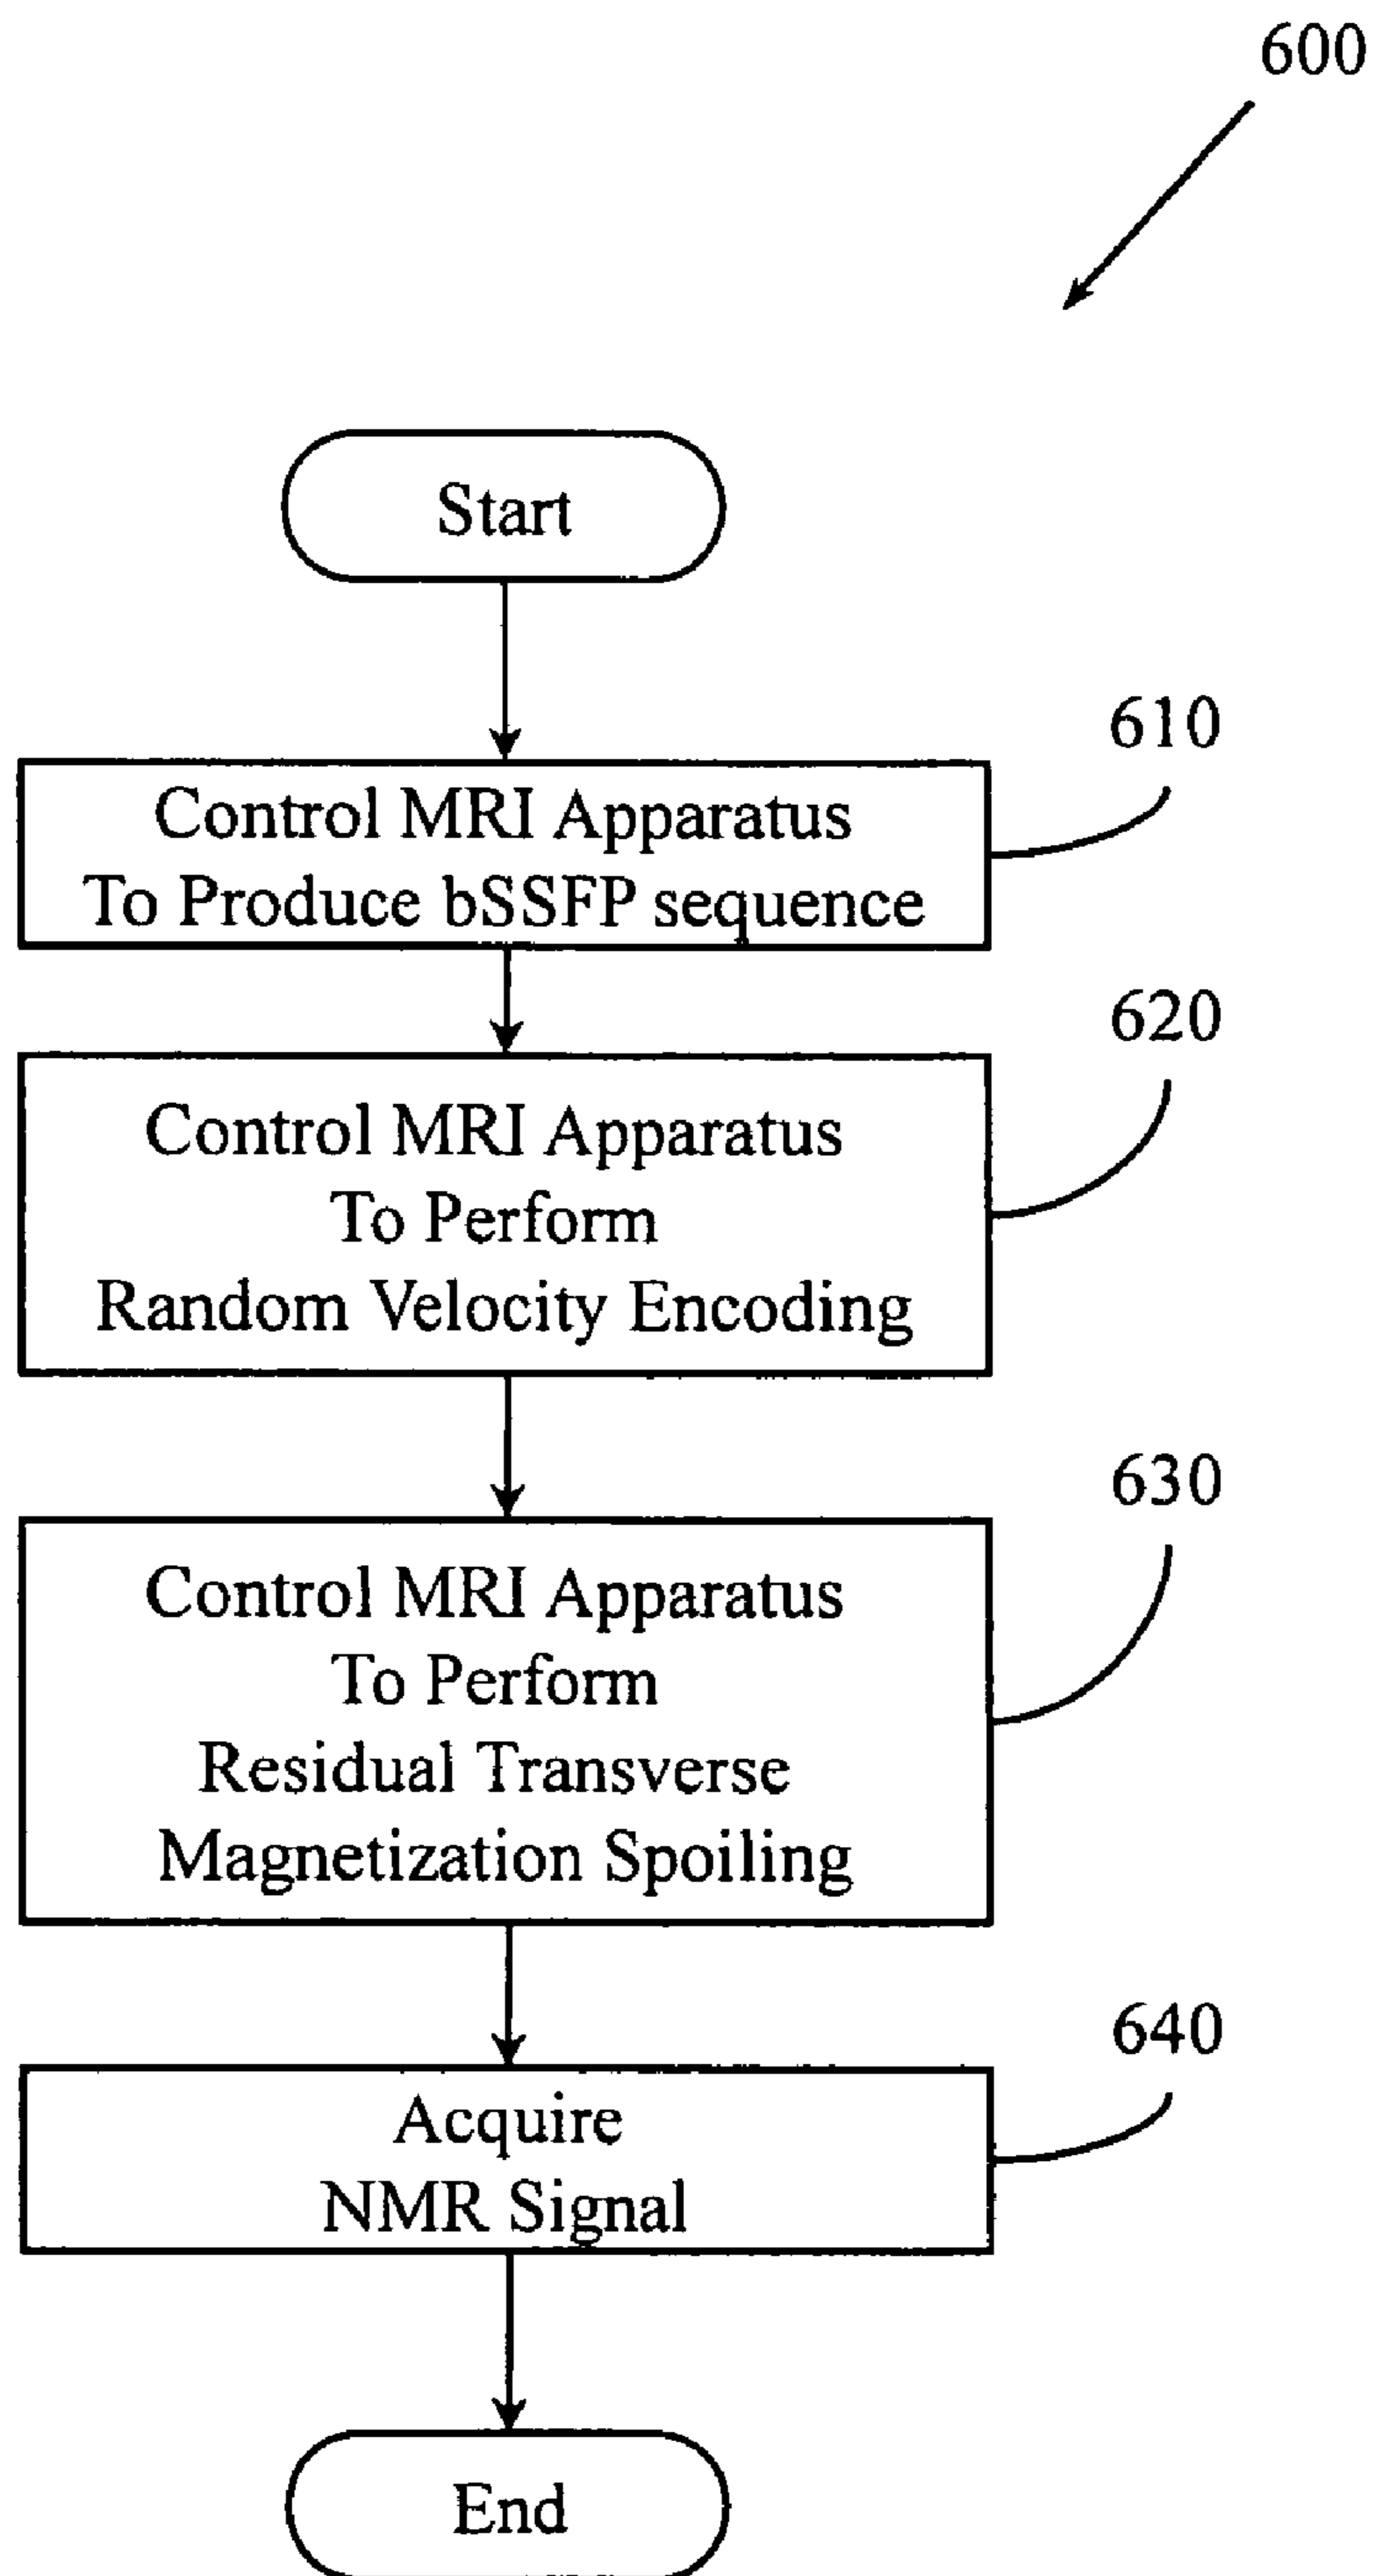 600
Start
610
Control MRI Apparatus
To Produce bSSFP sequence
620
Control MRI Apparatus
To Perform
Random Velocity Encoding
630
Control MRI Apparatus
To Perform
Residual Transverse
Magnetization Spoiling
640
Acquire
NMR Signal
End